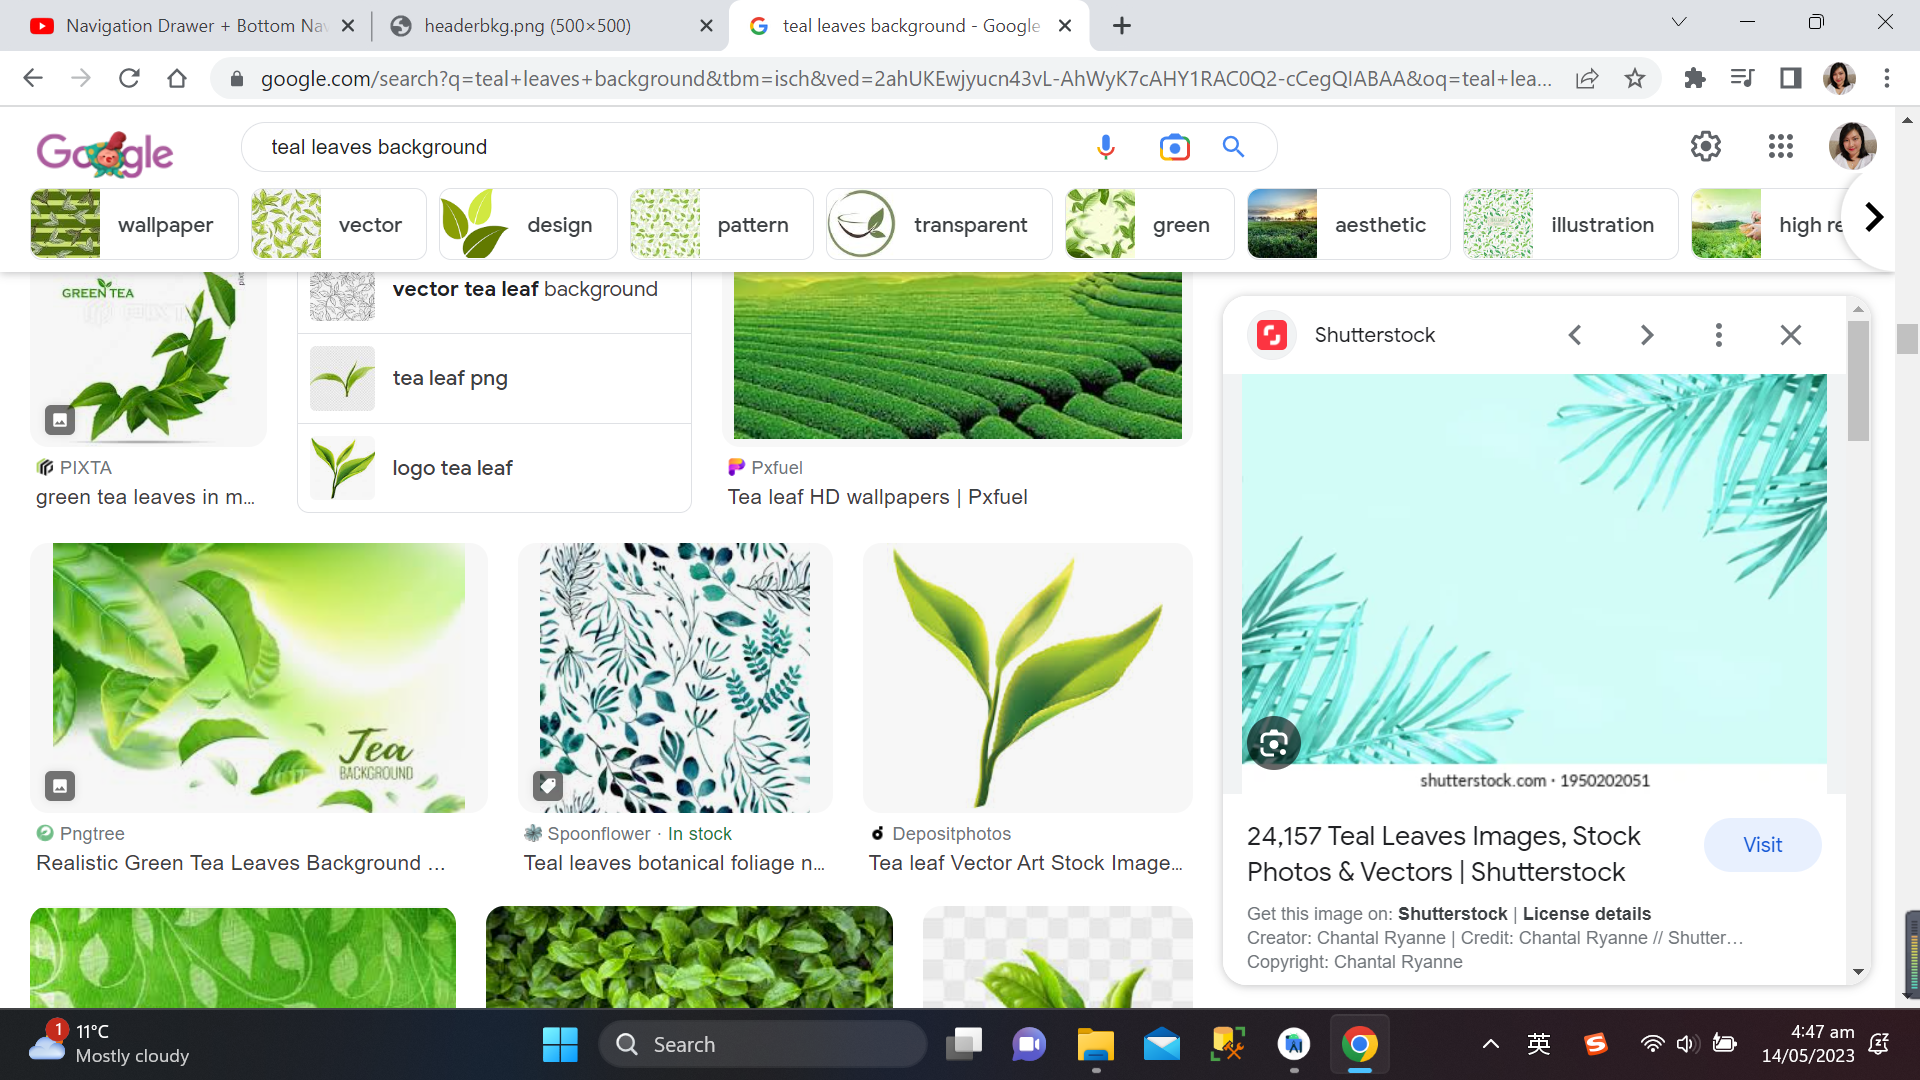 Navigation Drawer + Bottom Nav
headerbkg.png (500×500)
teal leaves background - Google
google.com/search?q=teal+leaves+background&tbm=isch&ved=2ahUKEwjyucn43vL-AhWyK7cAHY1RAC0Q2-cCegQIABAA&oq=teal+lea...
Google
teal leaves background
wallpaper
vector
design
pattern
transparent
green
aesthetic
illustration
high re
GREEN TEA
vector tea leaf background
tea leaf png
logo tea leaf
PIXTA
green tea leaves in m...
Pxfuel
Tea leaf HD wallpapers | Pxfuel
Shutterstock
shutterstock.com · 1950202051
24,157 Teal Leaves Images, Stock
Photos & Vectors | Shutterstock
Visit
Get this image on: Shutterstock | License details
Creator: Chantal Ryanne | Credit: Chantal Ryanne // Shutter...
Copyright: Chantal Ryanne
Tea
BACKGROUND
Pngtree
Realistic Green Tea Leaves Background ...
Spoonflower · In stock
Teal leaves botanical foliage n...
Depositphotos
Tea leaf Vector Art Stock Image...
1
11°C
Mostly cloudy
Search
英
4:47 am
14/05/2023